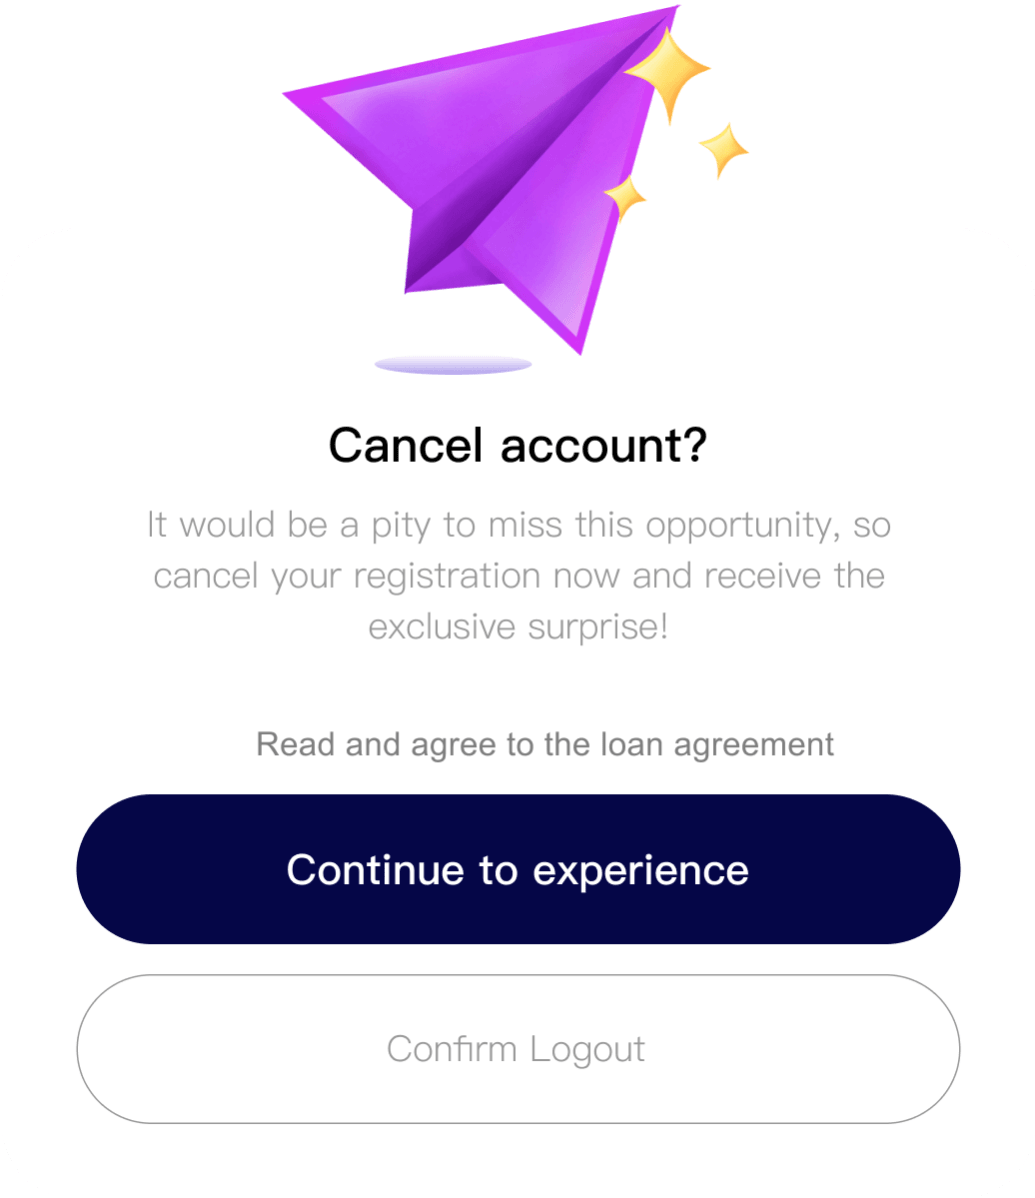 Cancel account?
It would be a pity to miss this opportunity, so
cancel your registration now and receive the
exclusive surprise!
Read and agree to the loan agreement
Continue to experience
Confirm Logout